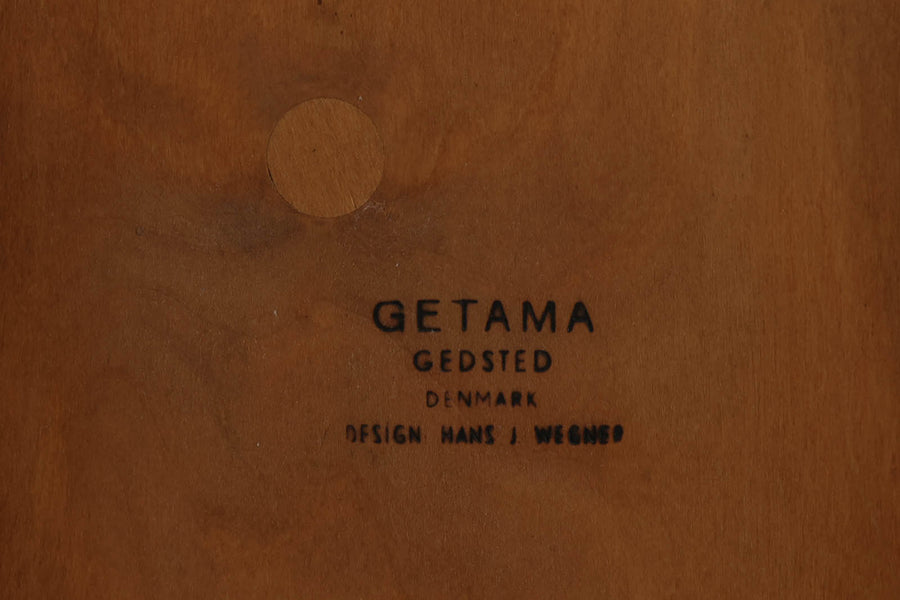 GETAMA
GEDSTED
DENMARK
DESIGN HANS J WEGNER